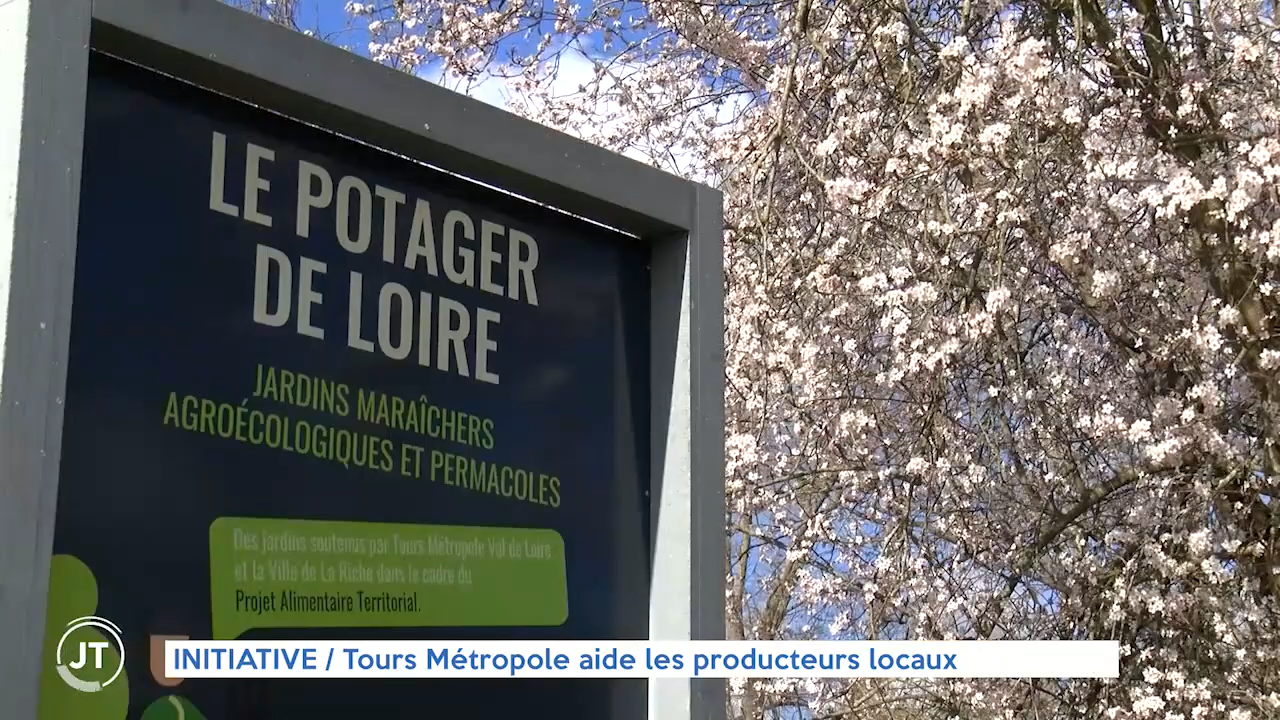 LE POTAGER
DE LOIRE
JARDINS MARAÎCHERS
AGROÉCOLOGIQUES ET PERMACOLES
Des jardins soutenus par Tours Métropole Val de Loire
et la Ville de La Riche dans le cadre du
Projet Alimentaire Territorial.
JT
INITIATIVE / Tours Métropole aide les producteurs locaux